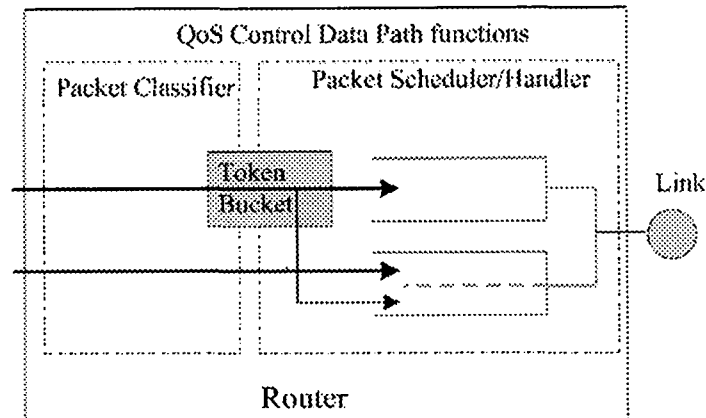 QoS Control Data Path functions
Packet Classifier
Packet Scheduler/Handler
Token
Bucket
Link
Router